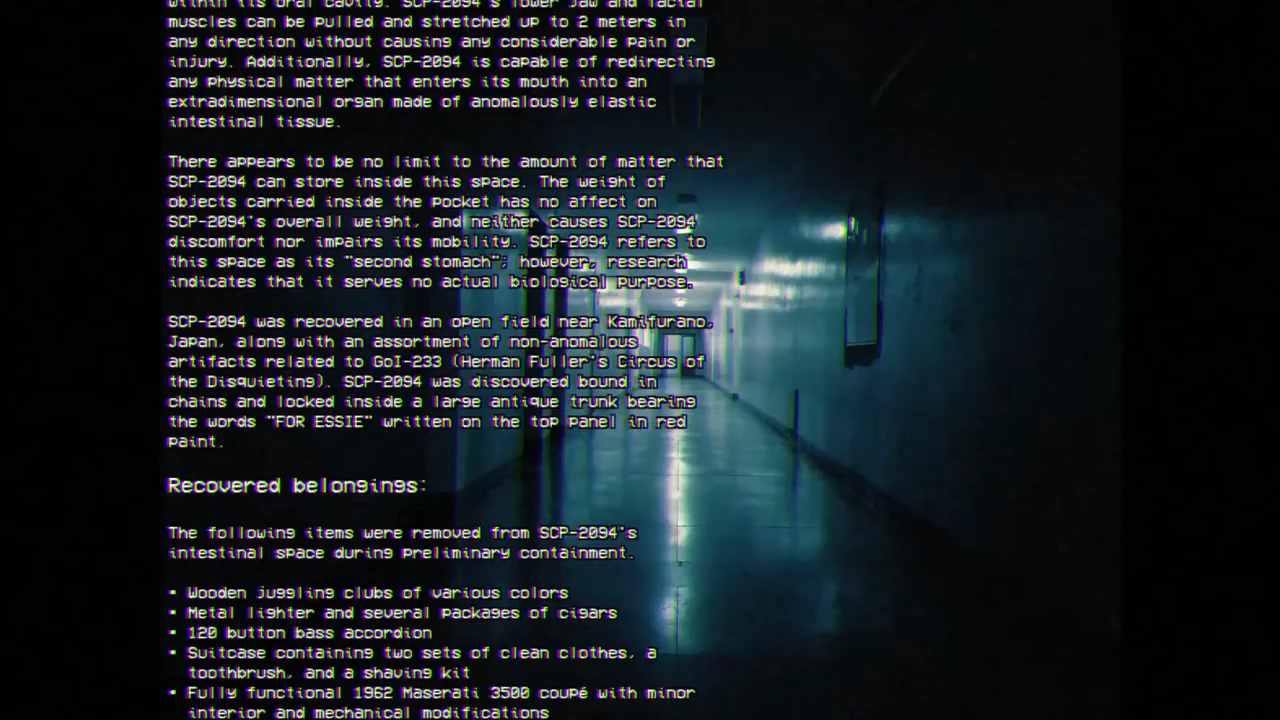 within its oral cavity. SCP-2094's lower jaw and facial
muscles can be pulled and stretched up to 2 meters in
any direction without causing any considerable pain or
injury. Additionally, SCP-2094 is capable of redirecting
any physical matter that enters its mouth into an
extradimensional organ made of anomalously elastic
intestinal tissue.
There appears to be no limit to the amount of matter that
SCP-2094 can store inside this space. The weight of
objects carried inside the pocket has no affect on
SCP-2094's overall weight, and neither causes SCP-2094
discomfort nor impairs its mobility. SCP-2094 refers to
this space as its "second stomach"; however, research
indicates that it serves no actual biological purpose.
SCP-2094 was recovered in an open field near Kamifurano,
Japan, along with an assortment of non-anomalous
artifacts related to GoI-233 (Herman Fuller's Circus of
the Disquieting). SCP-2094 was discovered bound in
chains and locked inside a large antique trunk bearing
the words "FOR ESSIE" written on the top panel in red
paint.
Recovered belongings:
The following items were removed from SCP-2094's
intestinal space during preliminary containment.
• Wooden juggling clubs of various colors
• Metal lighter and several packages of cigars
• 120 button bass accordion
• Suitcase containing two sets of clean clothes, a
toothbrush, and a shaving kit
• Fully functional 1962 Maserati 3500 coupé with minor
interior and mechanical modifications